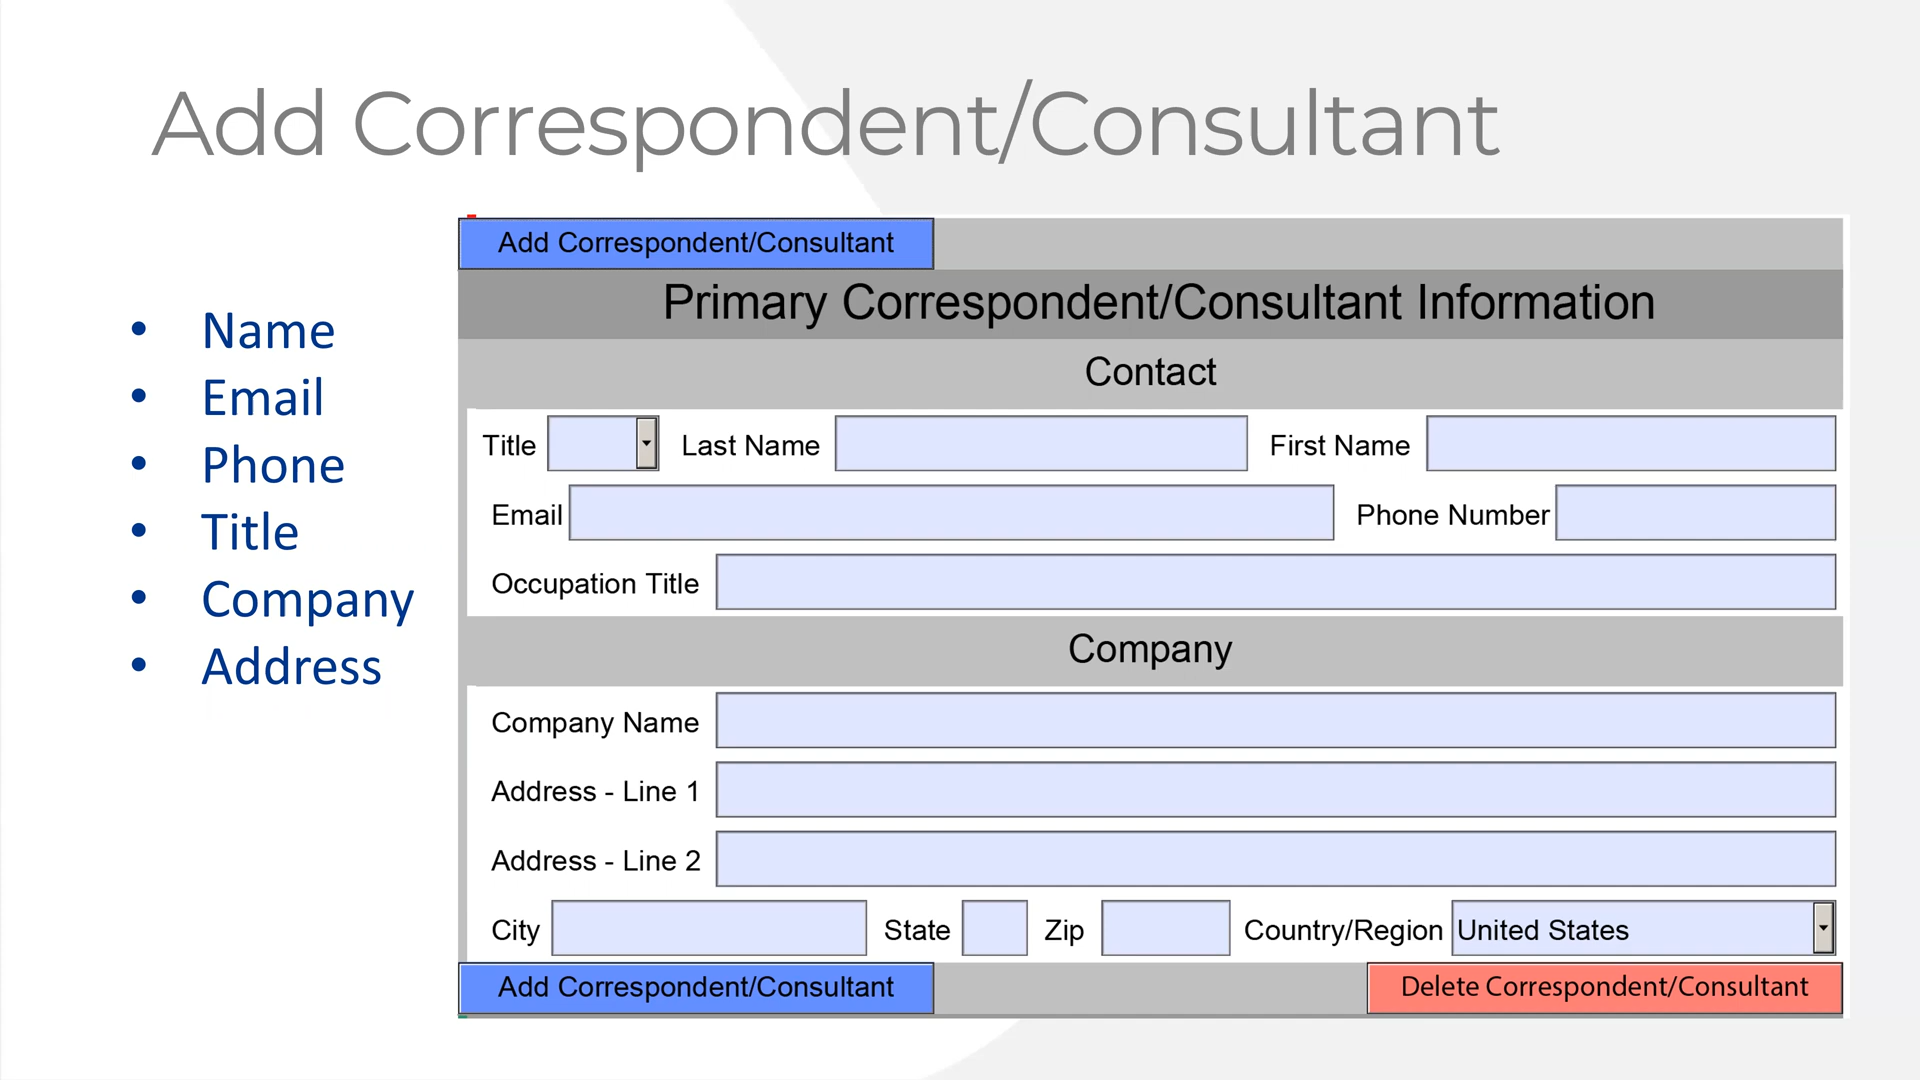 Add Correspondent/Consultant
• Name
• Email
• Phone
• Title
• Company
• Address
Add Correspondent/Consultant
Primary Correspondent/Consultant Information
Contact
Title Last Name First Name
Email Phone Number
Occupation Title
Company
Company Name
Address - Line 1
Address - Line 2
City State Zip Country/Region United States
Add Correspondent/Consultant Delete Correspondent/Consultant